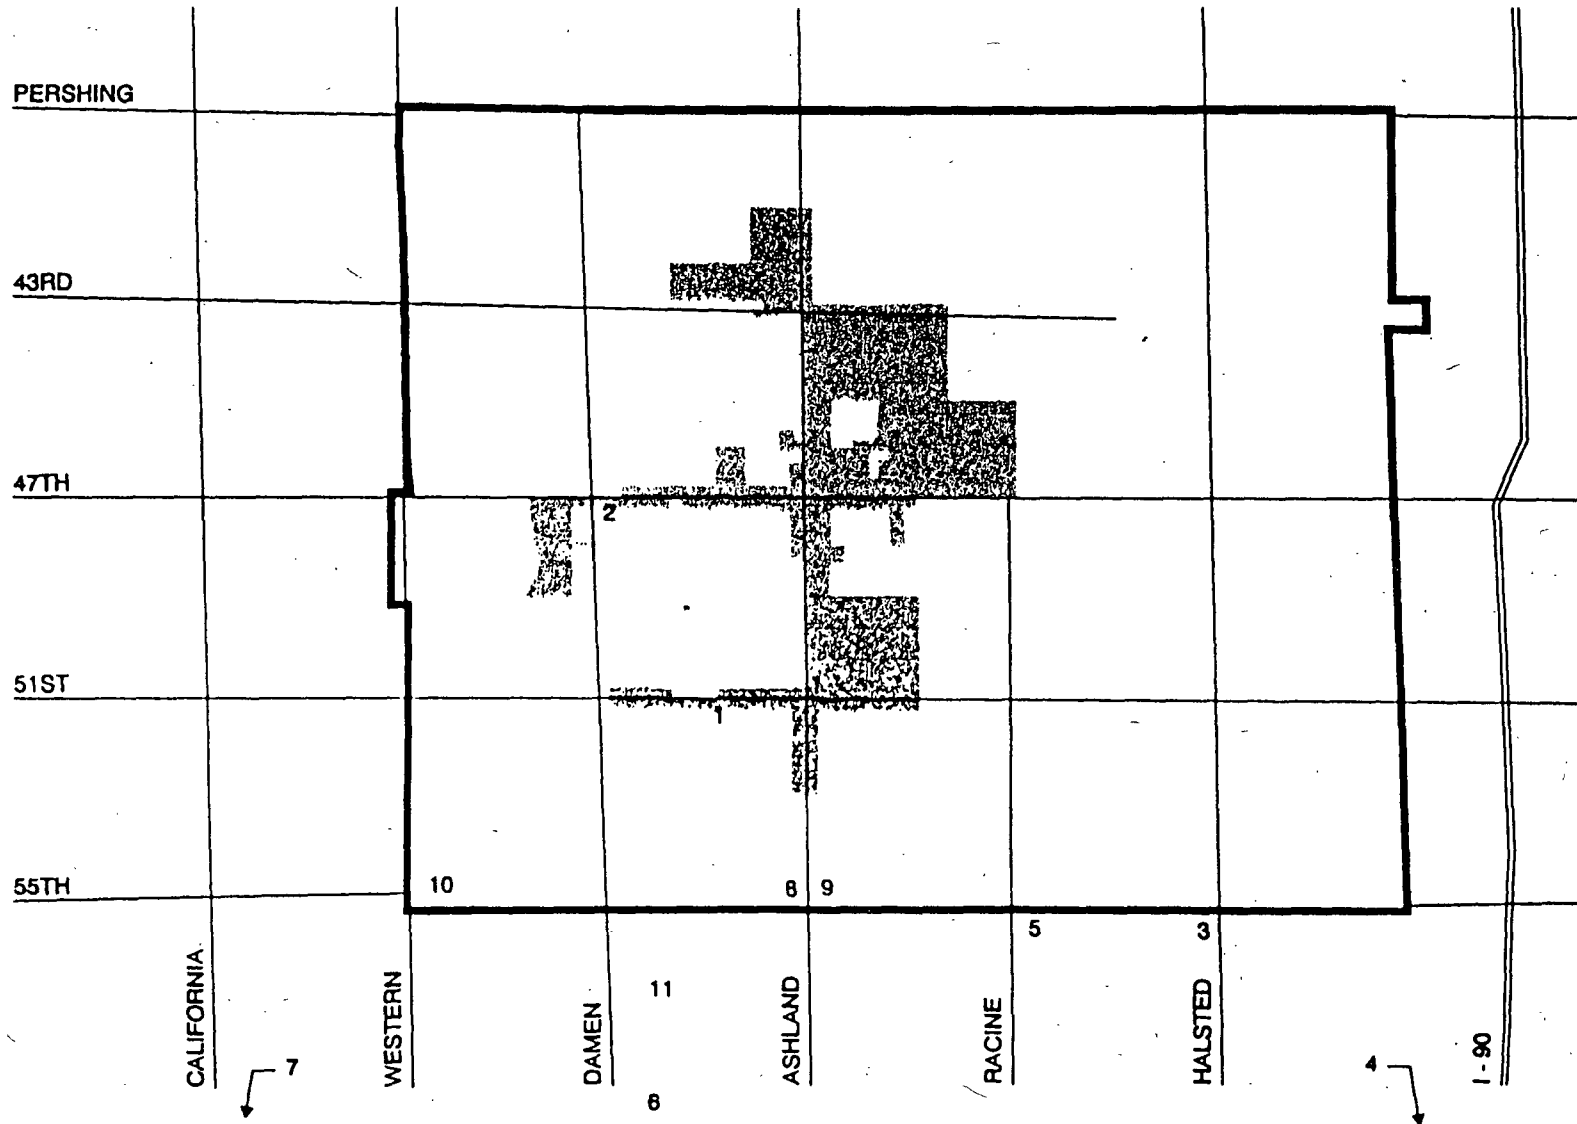 PERSHING
43RD
47TH
2
51ST
1
55TH
10
8
9
5
3
11
CALIFORNIA
WESTERN
DAMEN
ASHLAND
RACINE
HALSTED
I - 90
7
4
6